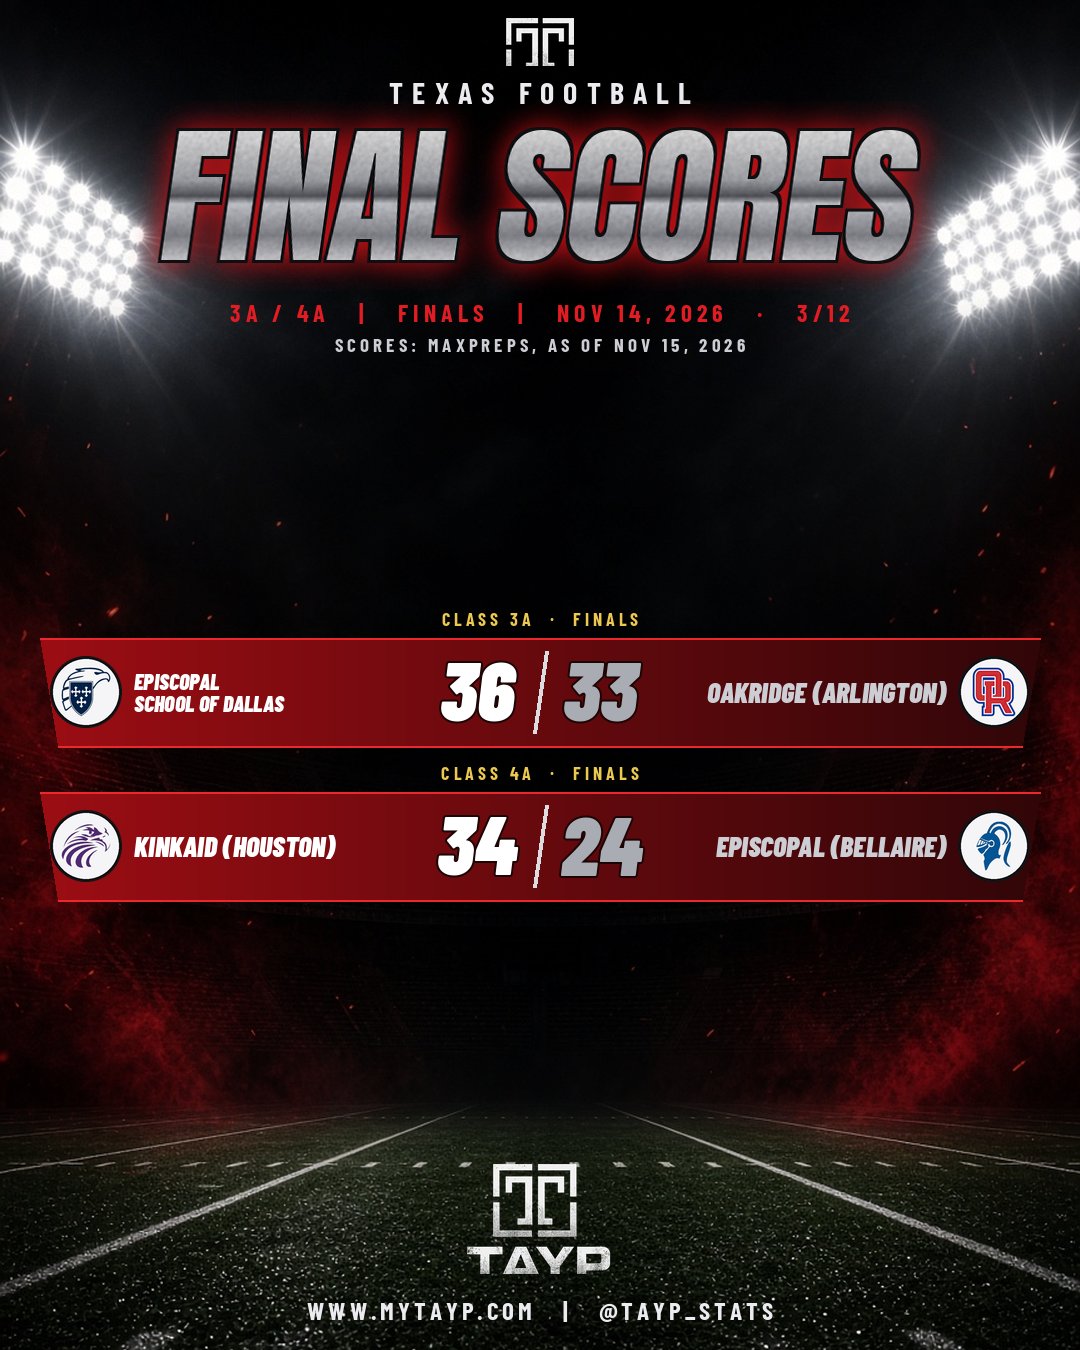 TEXAS FOOTBALL
FINAL SCORES
3A / 4A | FINALS | NOV 14, 2026 · 3/12
SCORES: MAXPREPS, AS OF NOV 15, 2026
CLASS 3A · FINALS
EPISCOPAL
SCHOOL OF DALLAS
36 / 33
OAKRIDGE (ARLINGTON)
OR
CLASS 4A · FINALS
KINKAID (HOUSTON)
34 / 24
EPISCOPAL (BELLAIRE)
TAYP
WWW.MYTAYP.COM | @TAYP_STATS